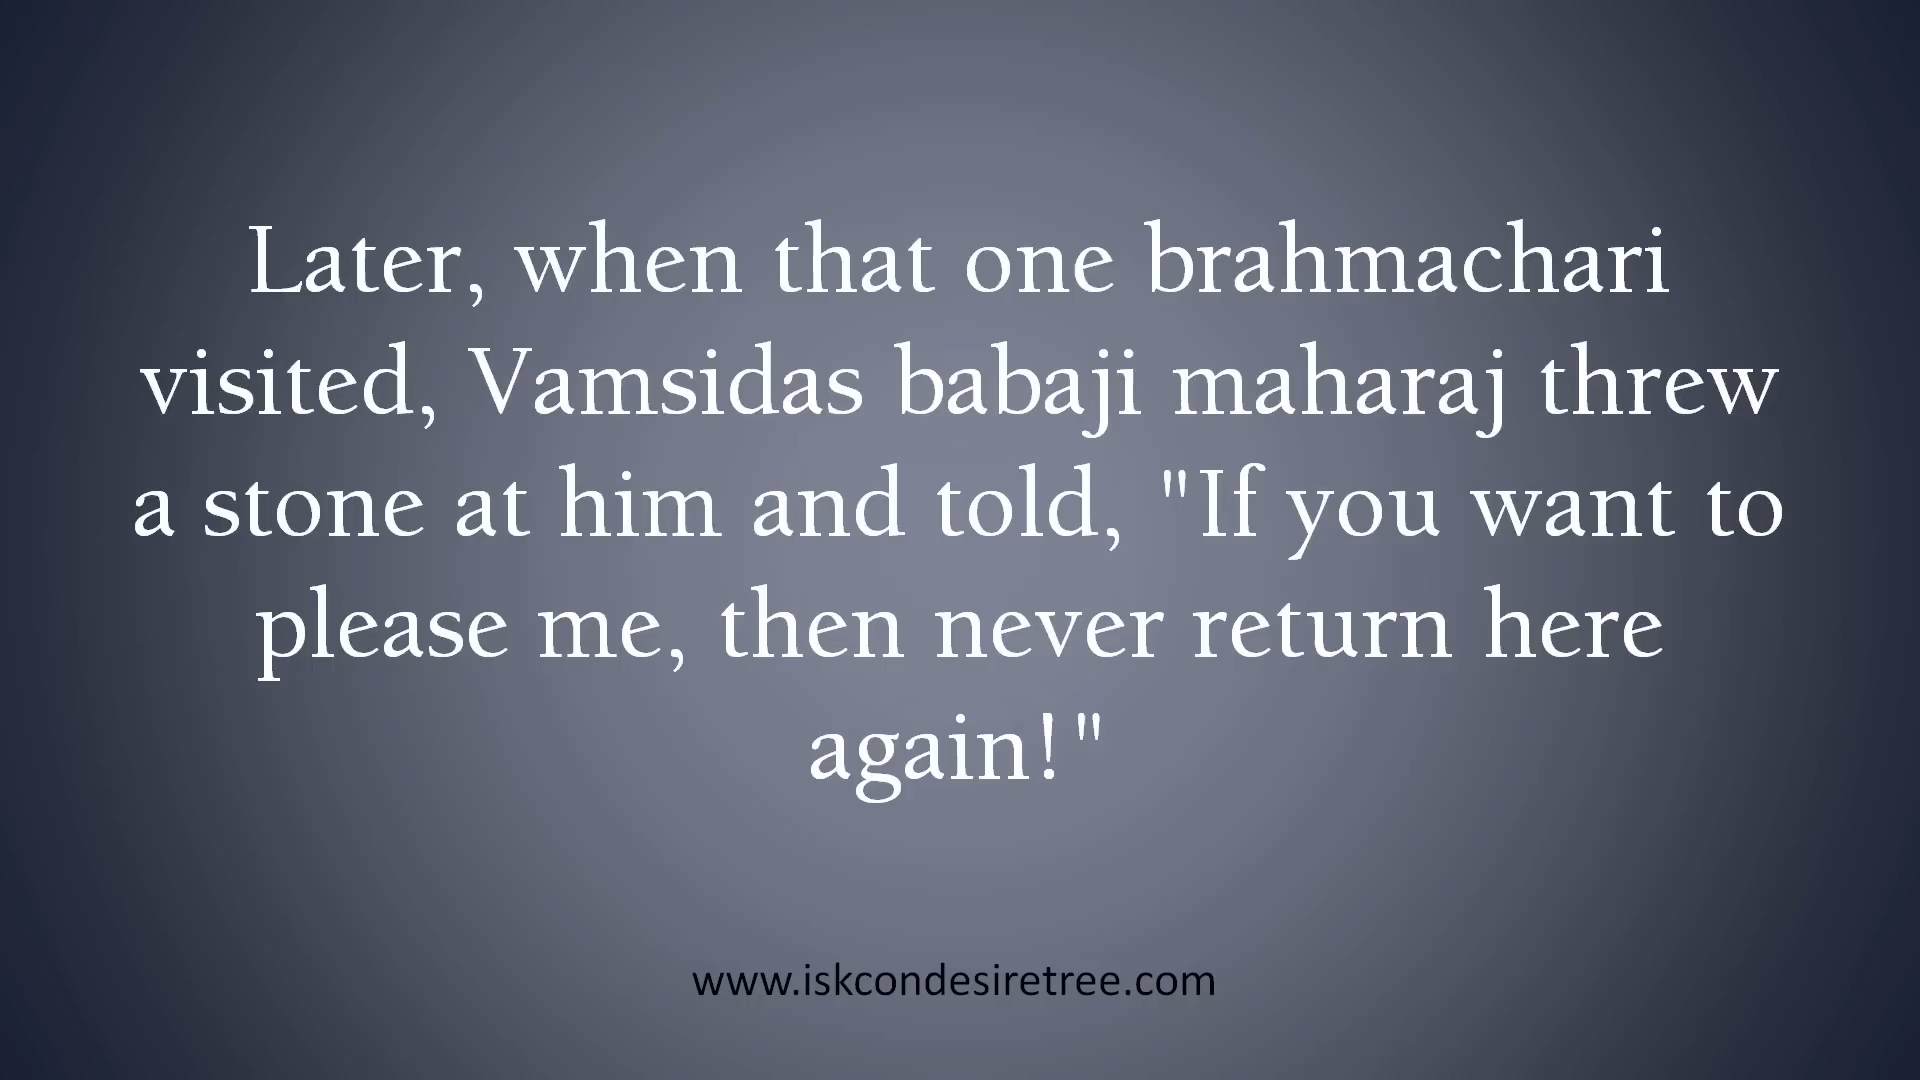 Later, when that one brahmachari
visited, Vamsidas babaji maharaj threw
a stone at him and told, "If you want to
please me, then never return here
again!"
www.iskcondesiretree.com